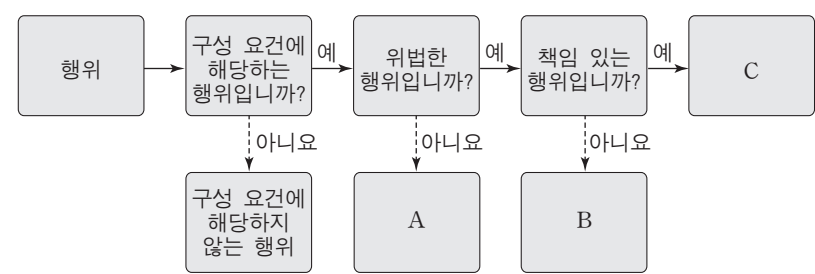 행위
구성 요건에
해당하는
행위입니까?
예
위법한
행위입니까?
예
책임 있는
행위입니까?
예
C
아니요
아니요
아니요
구성 요건에
해당하지
않는 행위
A
B